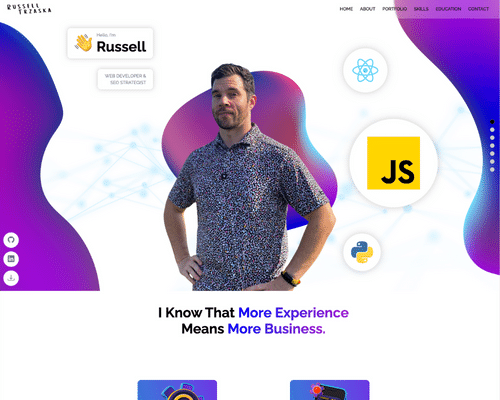 RUSSELL
TRZASKA
HOME ABOUT PORTFOLIO SKILLS EDUCATION CONTACT
Hello, I'm
Russell
WEB DEVELOPER &
SEO STRATEGIST
JS
I Know That More Experience
Means More Business.